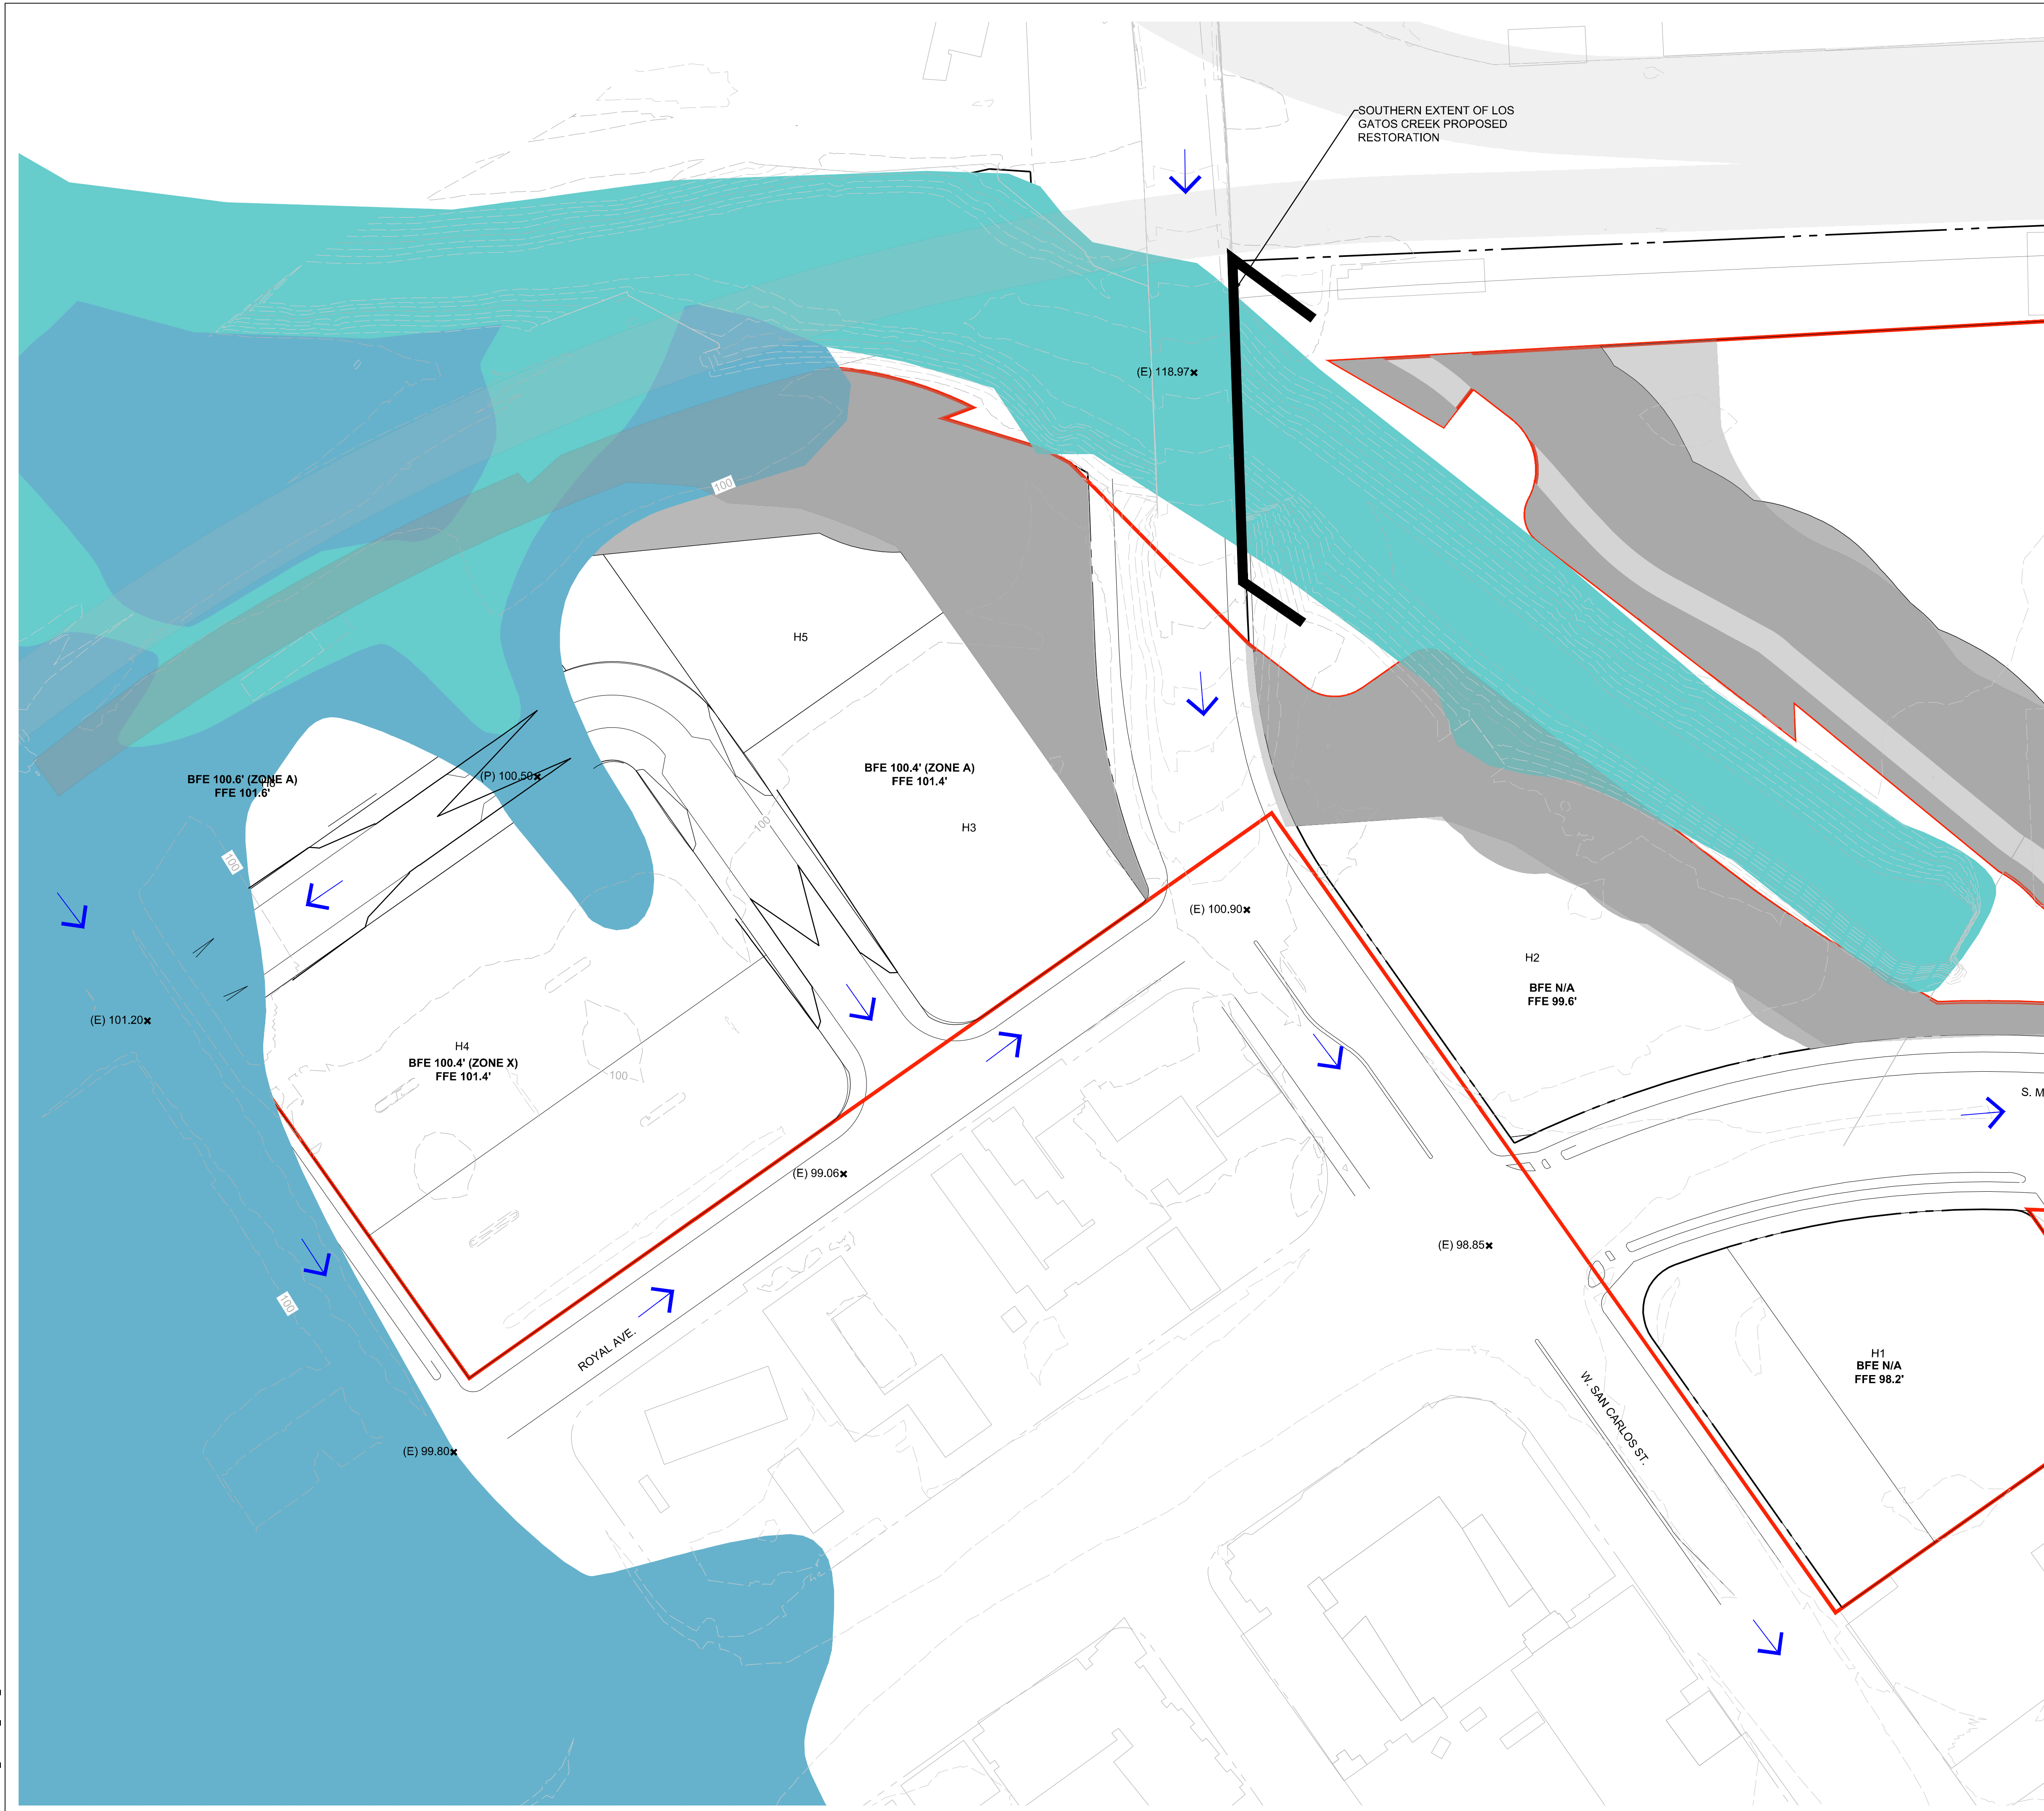 SOUTHERN EXTENT OF LOS
GATOS CREEK PROPOSED
RESTORATION
(E) 118.97
100
H5
BFE 100.4' (ZONE A)
FFE 101.4'
H3
BFE 100.6' (ZONE A)
H6
FFE 101.6'
(P) 100.50
100
100
(E) 100.90
H2
BFE N/A
FFE 99.6'
(E) 101.20
H4
BFE 100.4' (ZONE X)
FFE 101.4'
100
S. M
(E) 99.06
(E) 98.85
100
ROYAL AVE.
H1
BFE N/A
FFE 98.2'
W. SAN CARLOS ST.
(E) 99.80